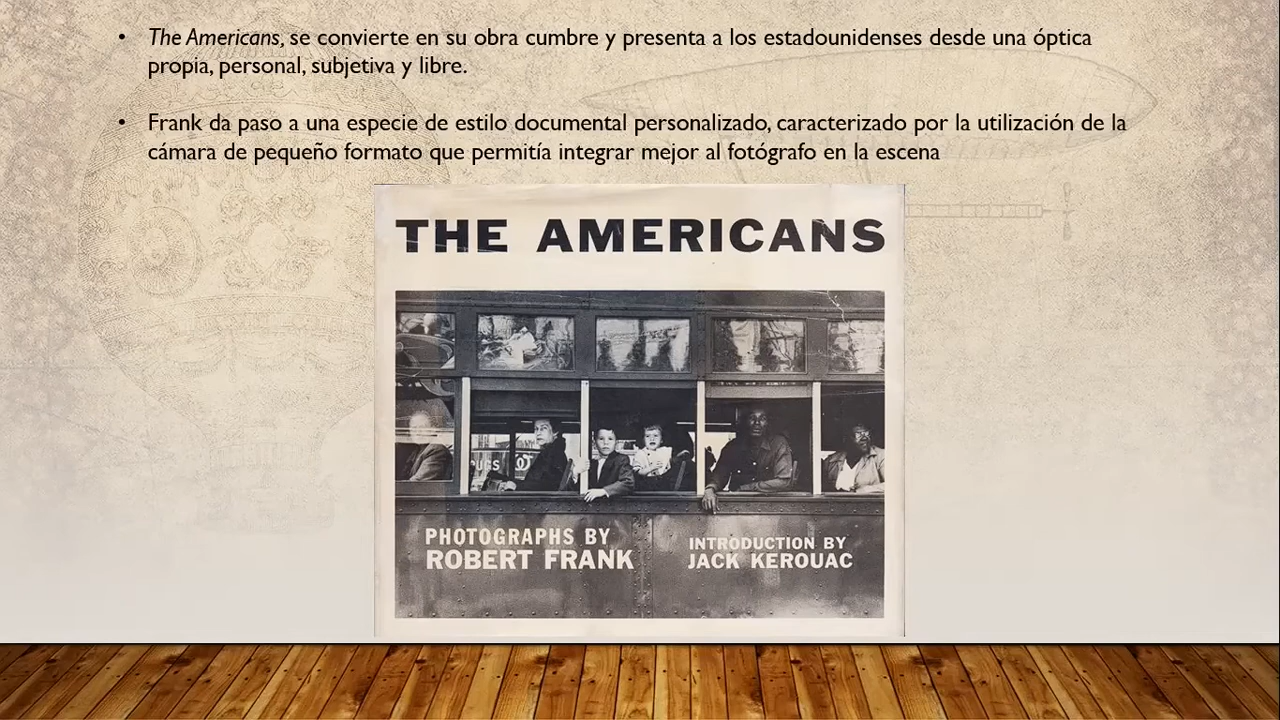 • The Americans, se convierte en su obra cumbre y presenta a los estadounidenses desde una óptica
propia, personal, subjetiva y libre.
• Frank da paso a una especie de estilo documental personalizado, caracterizado por la utilización de la
cámara de pequeño formato que permitía integrar mejor al fotógrafo en la escena
THE AMERICANS
UGS
PHOTOGRAPHS BY
ROBERT FRANK
INTRODUCTION BY
JACK KEROUAC